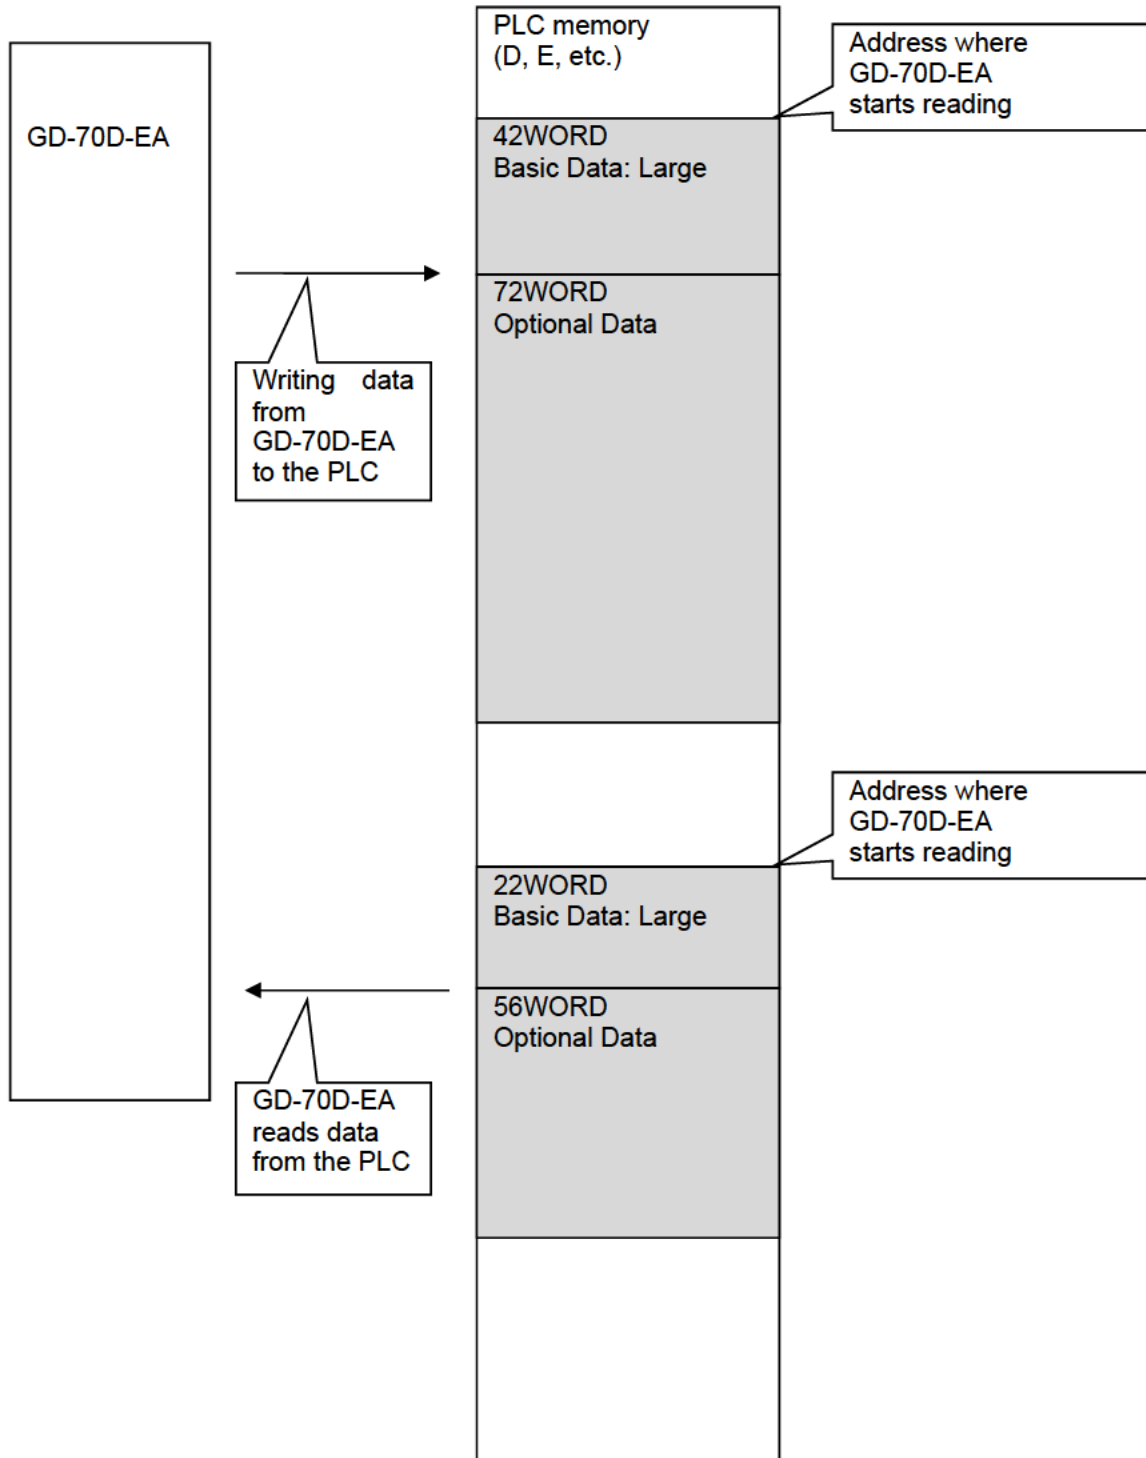 PLC memory
(D, E, etc.)
Address where
GD-70D-EA
starts reading
GD-70D-EA
42WORD
Basic Data: Large
72WORD
Optional Data
Writing data
from
GD-70D-EA
to the PLC
Address where
GD-70D-EA
starts reading
22WORD
Basic Data: Large
56WORD
Optional Data
GD-70D-EA
reads data
from the PLC